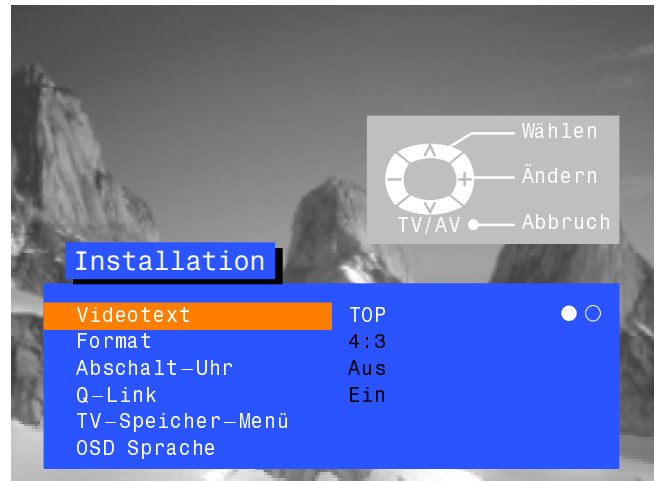 Wählen
Ändern
TV/AV Abbruch
Installation
Videotext TOP
Format 4:3
Abschalt–Uhr Aus
Q–Link Ein
TV–Speicher–Menü
OSD Sprache